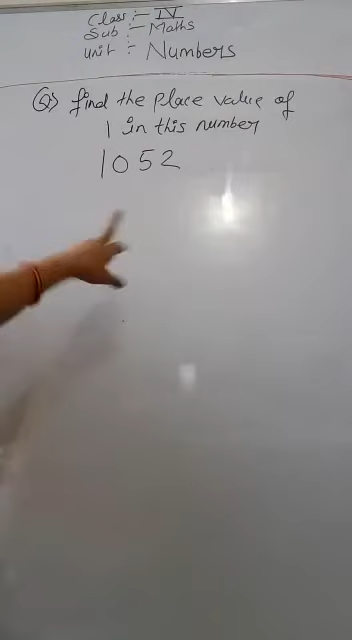 Class :- IV
Sub :- Maths
Unit :- Numbers
Q) find the place value of
1 in this number
1052